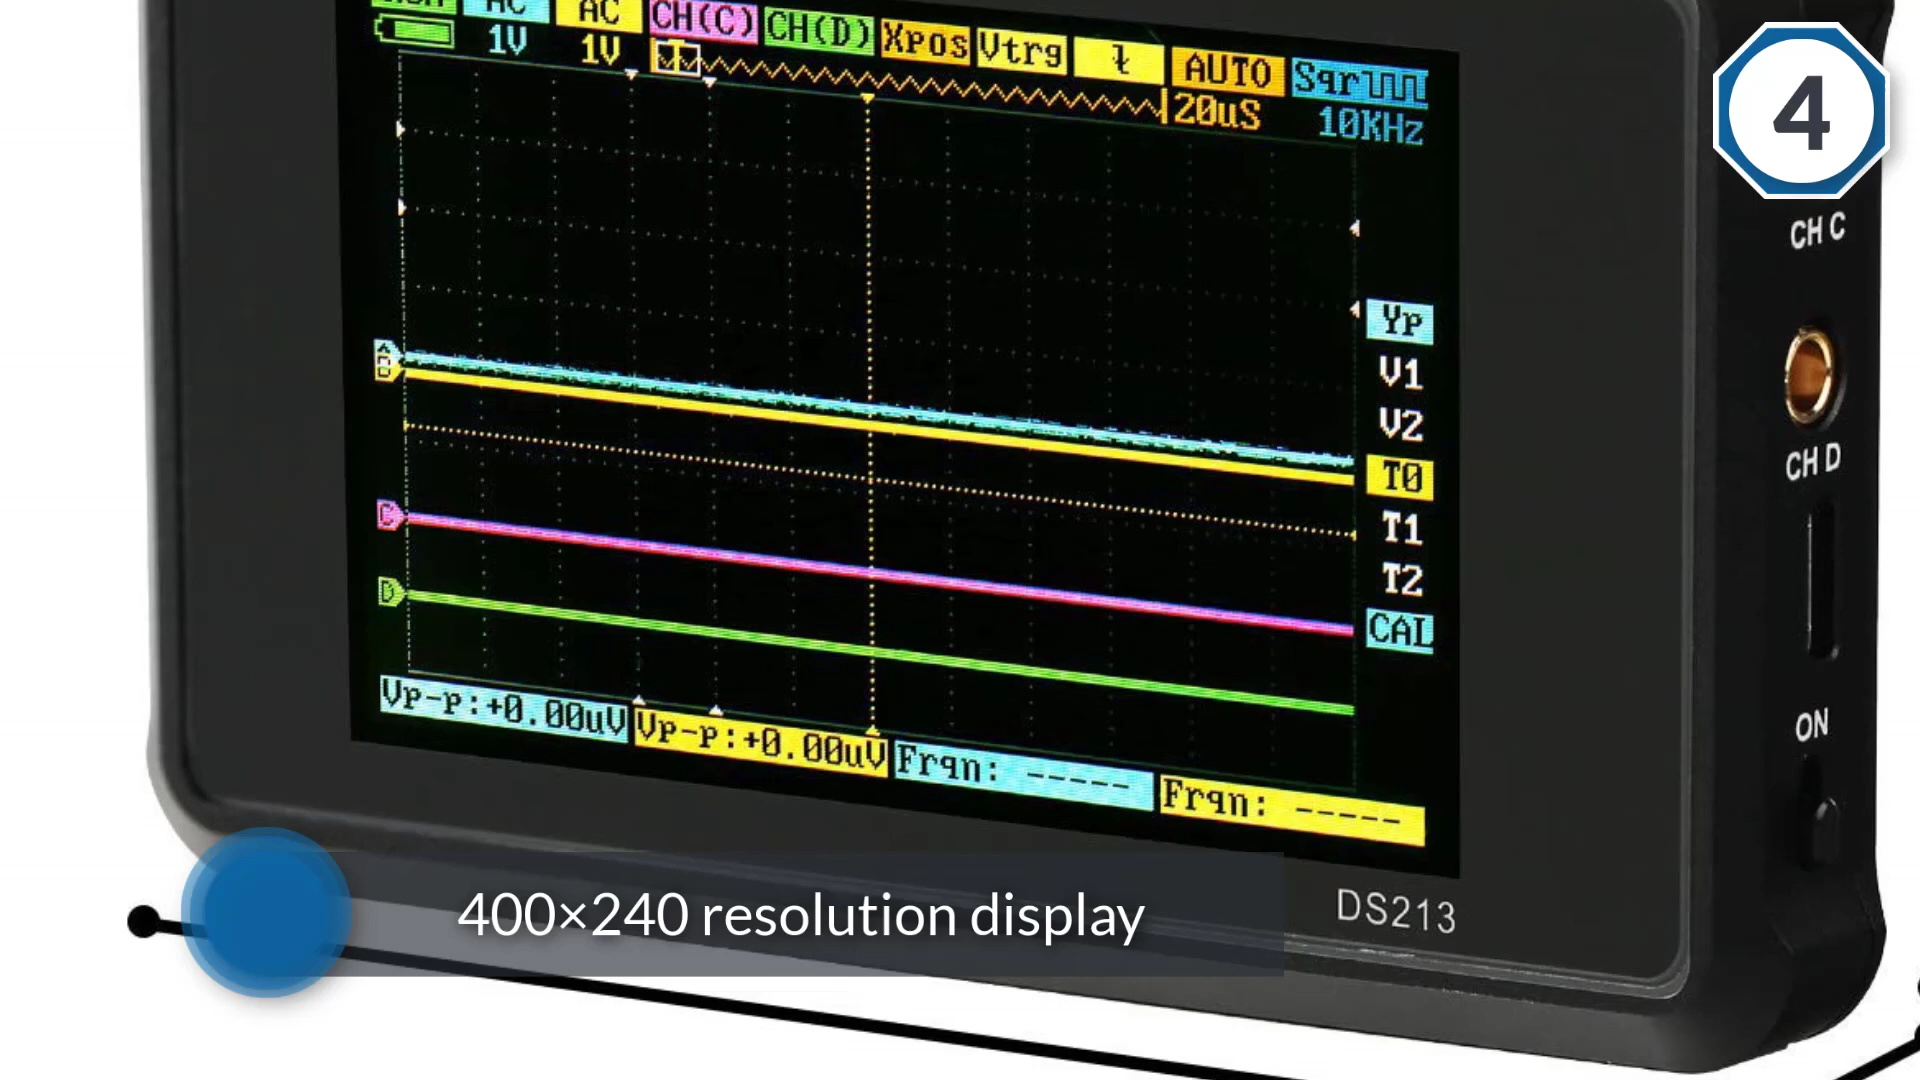 AC AC CH(C) CH(D) Xpos Vtrg AUTO Sqr
1V 1V 20uS 10KHz
4
CH C
Yp
V1
V2
T0
T1
T2
CAL
A
C
D
CH D
ON
Vp-p:+0.00uV Vp-p:+0.00uV Frqn: ----- Frqn: -----
DS213
400×240 resolution display